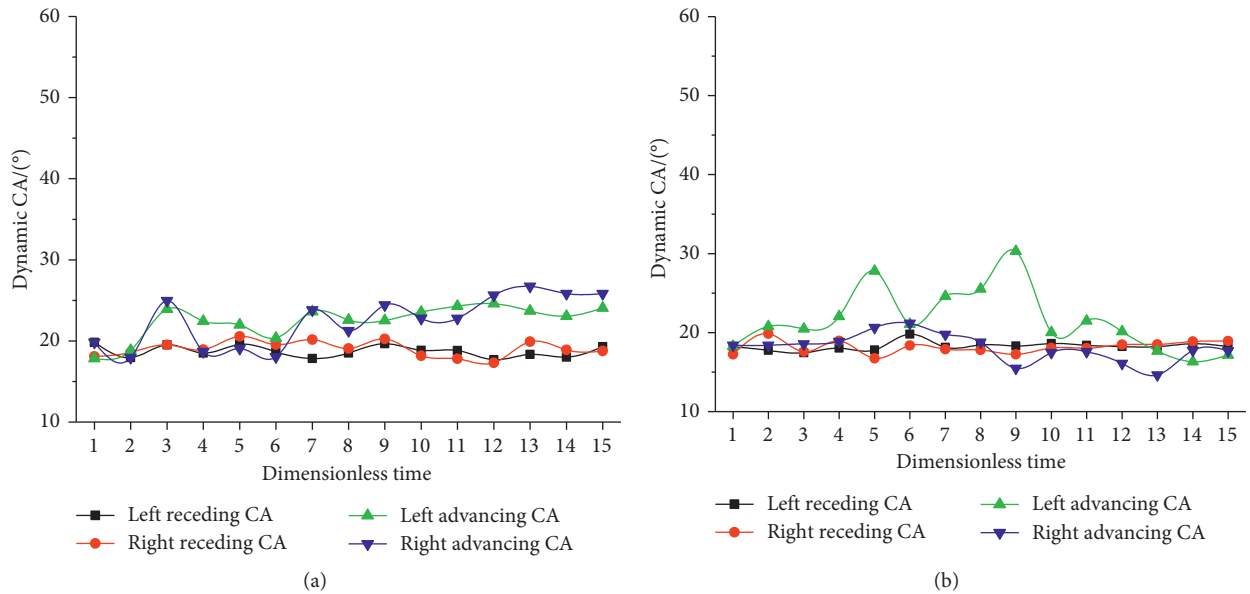 60
50
40
30
20
10
Dynamic CA/(°)
1 2 3 4 5 6 7 8 9 10 11 12 13 14 15
Dimensionless time
Left receding CA
Right receding CA
Left advancing CA
Right advancing CA
(a)
60
50
40
30
20
10
Dynamic CA/(°)
1 2 3 4 5 6 7 8 9 10 11 12 13 14 15
Dimensionless time
Left receding CA
Right receding CA
Left advancing CA
Right advancing CA
(b)